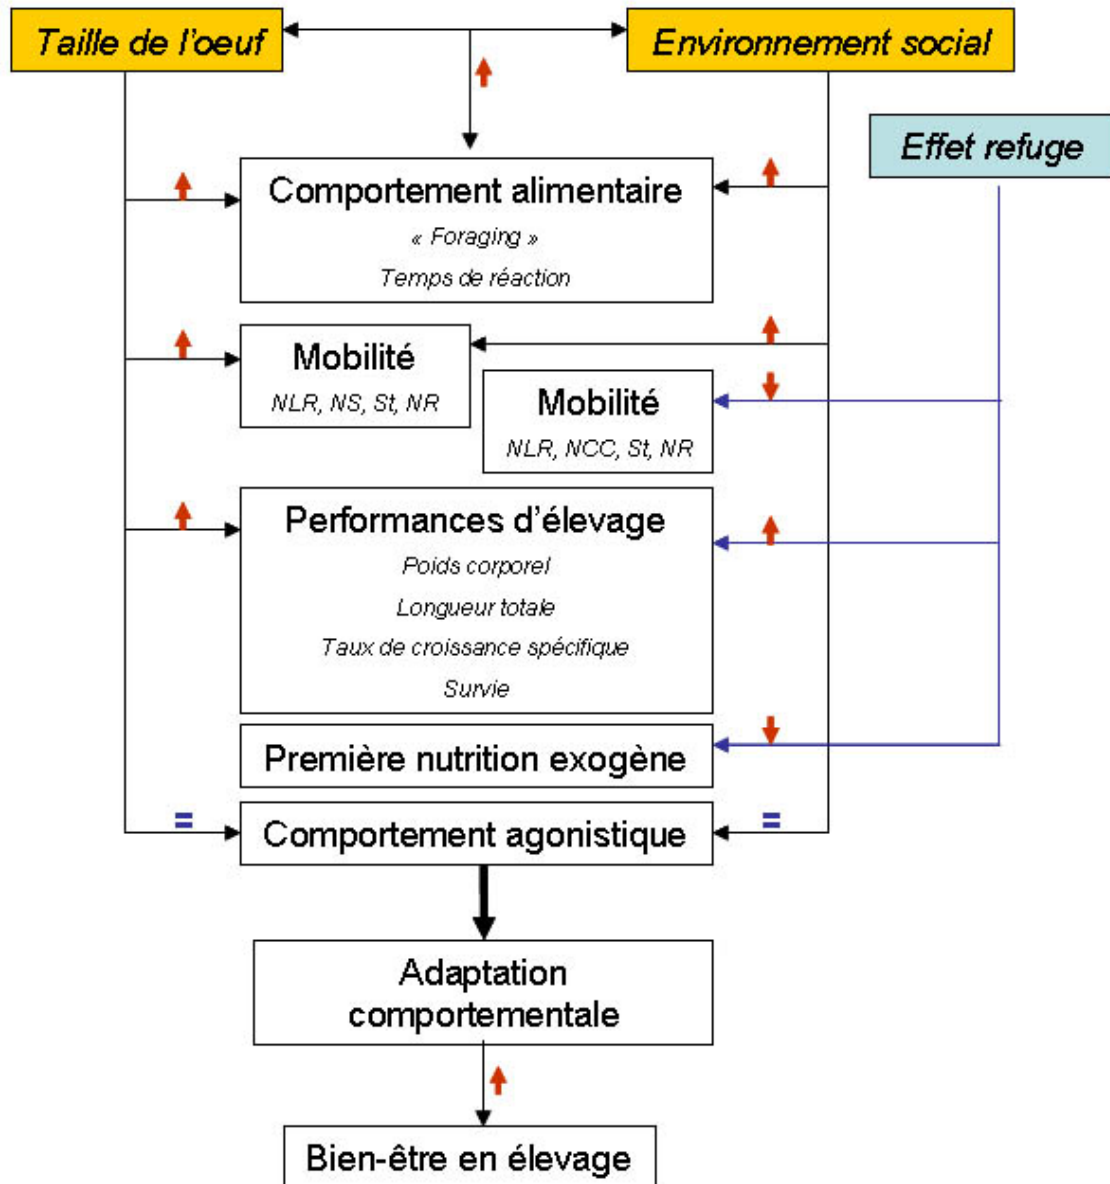 Taille de l'oeuf
Environnement social
Effet refuge
Comportement alimentaire
« Foraging »
Temps de réaction
Mobilité
NLR, NS, St, NR
Mobilité
NLR, NCC, St, NR
Performances d'élevage
Poids corporel
Longueur totale
Taux de croissance spécifique
Survie
Première nutrition exogène
=
=
Comportement agonistique
Adaptation
comportementale
Bien-être en élevage